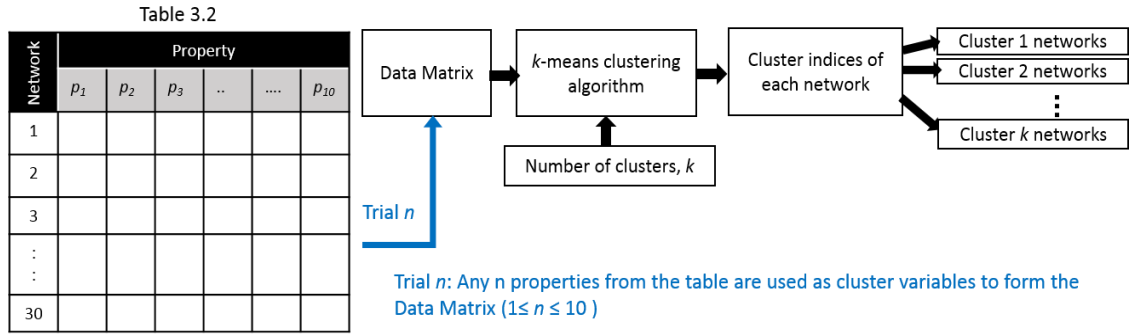 Table 3.2
Network
Property
p1 p2 p3 .. .... p10
1
2
3
:
:
30
Data Matrix
k-means clustering
algorithm
Number of clusters, k
Cluster indices of
each network
Cluster 1 networks
Cluster 2 networks
⋮
Cluster k networks
Trial n
Trial n: Any n properties from the table are used as cluster variables to form the
Data Matrix (1≤ n ≤ 10 )